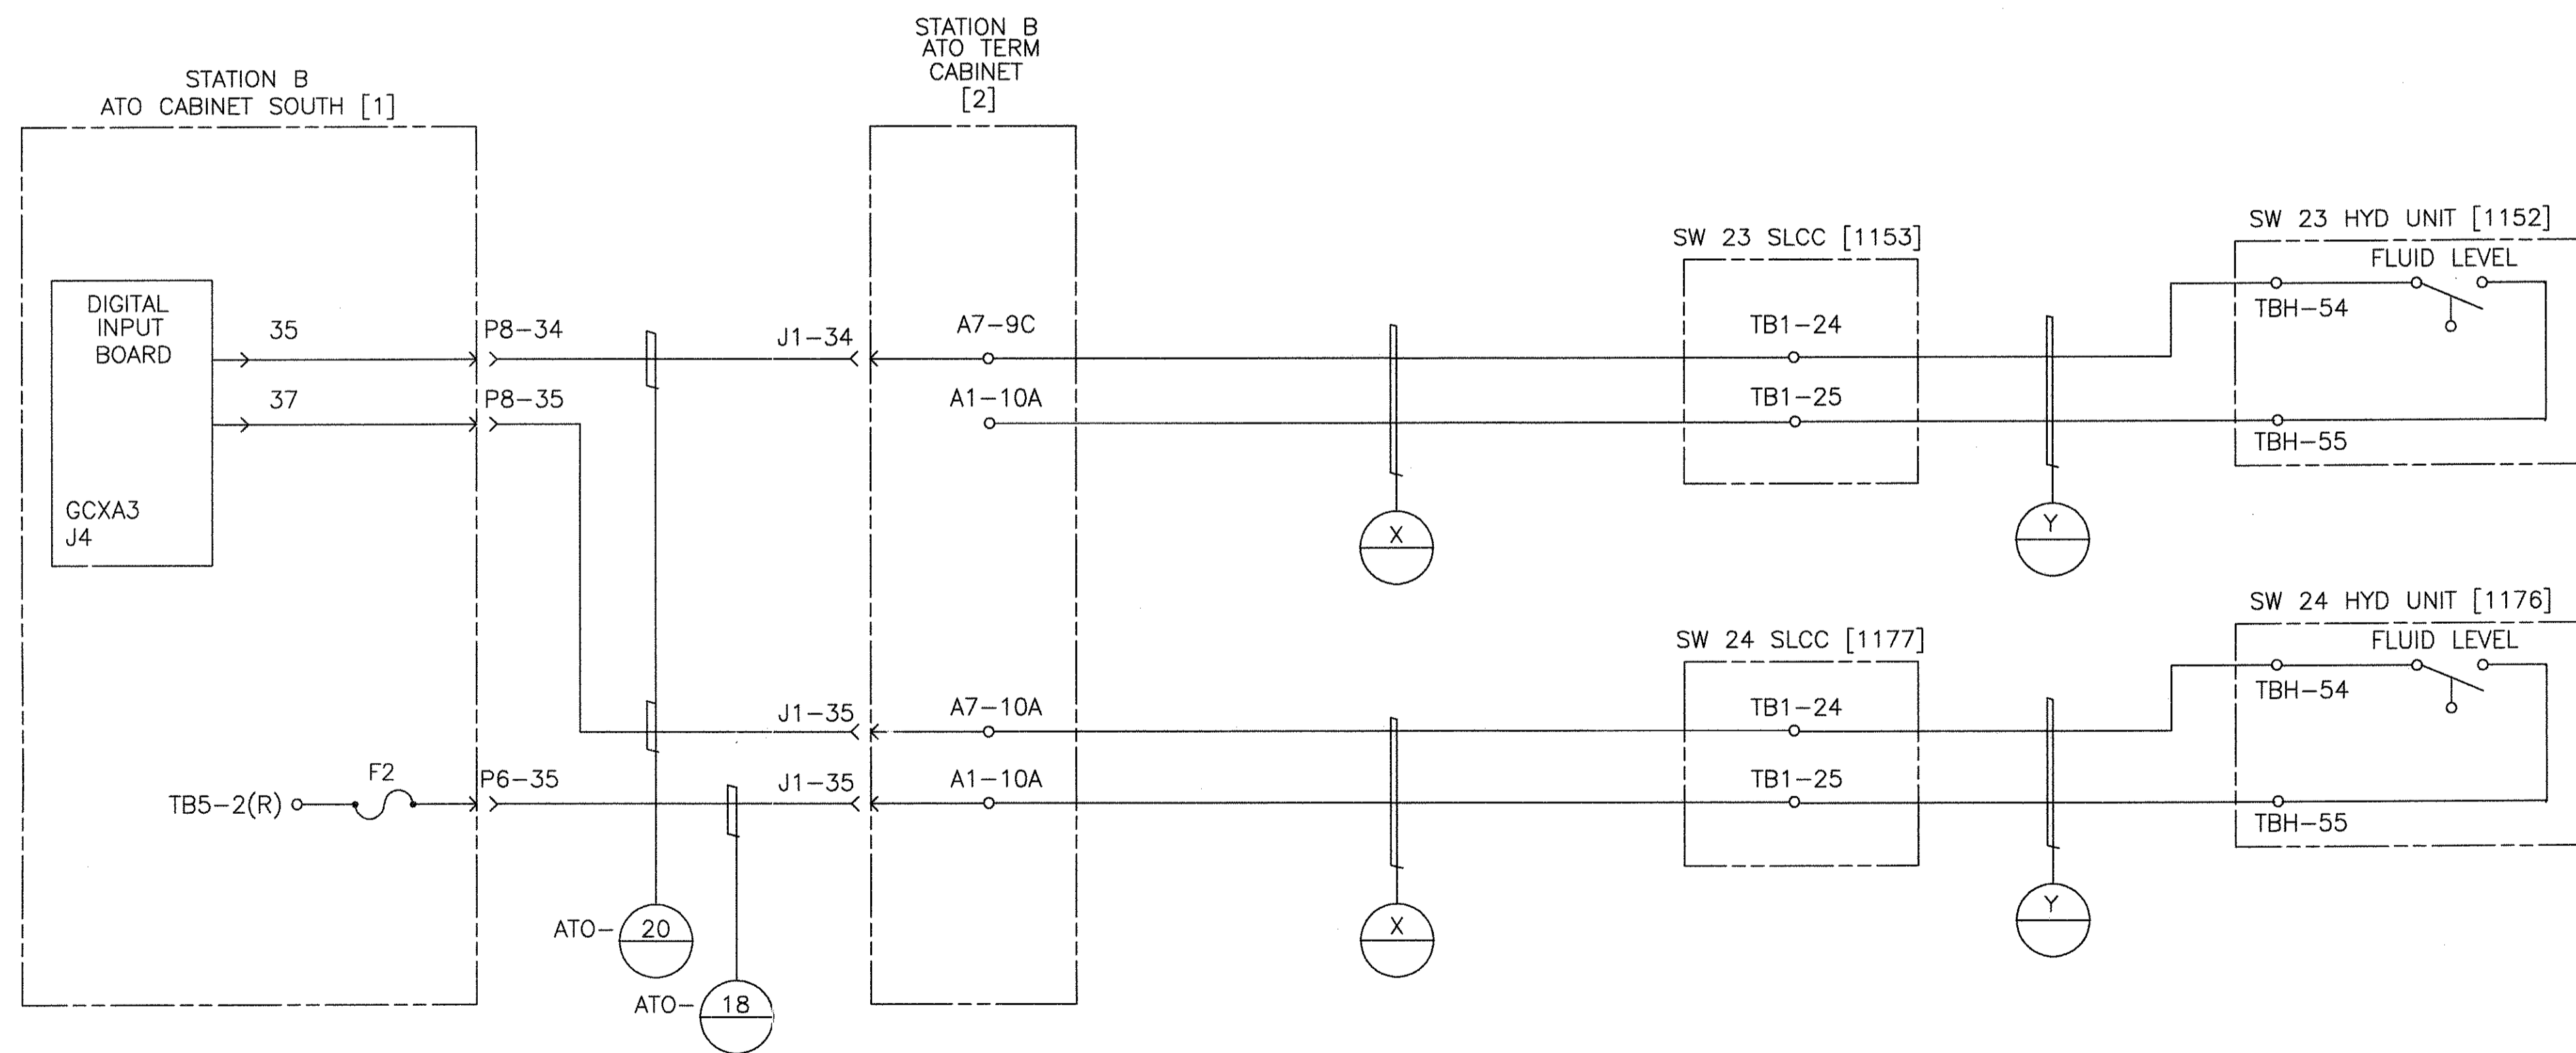 STATION B
ATO TERM
CABINET
[2]
STATION B
ATO CABINET SOUTH [1]
SW 23 HYD UNIT [1152]
SW 23 SLCC [1153]
FLUID LEVEL
DIGITAL
INPUT
BOARD
35
P8-34
J1-34
A7-9C
TB1-24
TBH-54
37
P8-35
A1-10A
TB1-25
TBH-55
GCXA3
J4
X
Y
SW 24 HYD UNIT [1176]
SW 24 SLCC [1177]
FLUID LEVEL
J1-35
A7-10A
TB1-24
TBH-54
TB5-2(R)
F2
P6-35
J1-35
A1-10A
TB1-25
TBH-55
ATO-
20
X
Y
ATO-
18